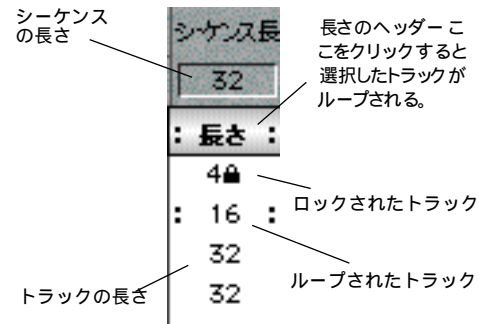 シーケンス
の長さ
シーケンス長
32
長さのヘッダー こ
こをクリックすると
選択したトラックが
ループされる。
: 長さ :
4
ロックされたトラック
: 16 :
32
ループされたトラック
トラックの長さ
32